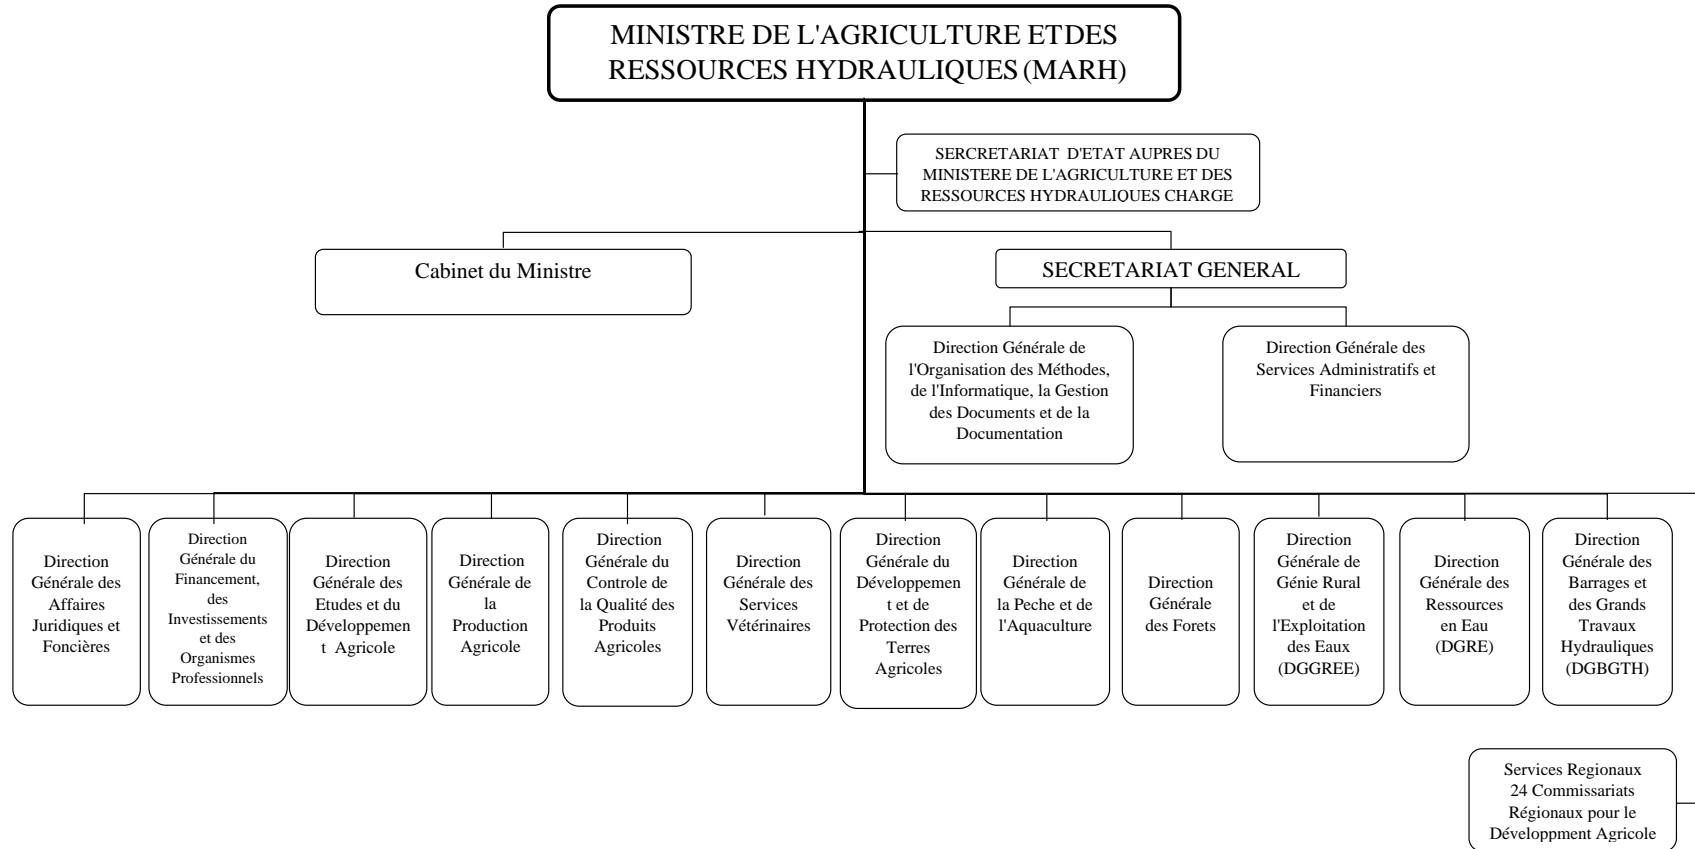 MINISTRE DE L'AGRICULTURE ET DES
RESSOURCES HYDRAULIQUES (MARH)
SERCRETARIAT D'ETAT AUPRES DU
MINISTERE DE L'AGRICULTURE ET DES
RESSOURCES HYDRAULIQUES CHARGE
Cabinet du Ministre
SECRETARIAT GENERAL
Direction Générale de
l'Organisation des Méthodes,
de l'Informatique, la Gestion
des Documents et de la
Documentation
Direction Générale des
Services Administratifs et
Financiers
Direction
Générale des
Affaires
Juridiques et
Foncières
Direction
Générale du
Financement,
des
Investissements
et des
Organismes
Professionnels
Direction
Générale des
Etudes et du
Développemen
t Agricole
Direction
Générale de
la
Production
Agricole
Direction
Générale du
Controle de
la Qualité des
Produits
Agricoles
Direction
Générale des
Services
Vétérinaires
Direction
Générale du
Développemen
t et de
Protection des
Terres
Agricoles
Direction
Générale de
la Peche et de
l'Aquaculture
Direction
Générale
des Forets
Direction
Générale de
Génie Rural
et de
l'Exploitation
des Eaux
(DGGREE)
Direction
Générale des
Ressources
en Eau
(DGRE)
Direction
Générale des
Barrages et
des Grands
Travaux
Hydrauliques
(DGBGTH)
Services Regionaux
24 Commissariats
Régionaux pour le
Développment Agricole